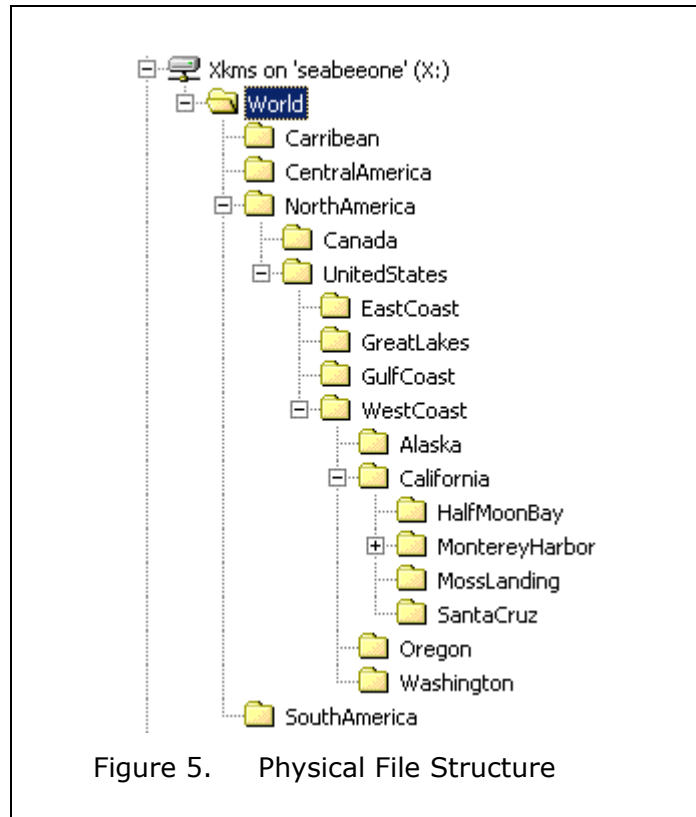 Xkms on 'seabeeone' (X:)
World
Carribean
CentralAmerica
NorthAmerica
Canada
UnitedStates
EastCoast
GreatLakes
GulfCoast
WestCoast
Alaska
California
HalfMoonBay
MontereyHarbor
MossLanding
SantaCruz
Oregon
Washington
SouthAmerica
Figure 5. Physical File Structure